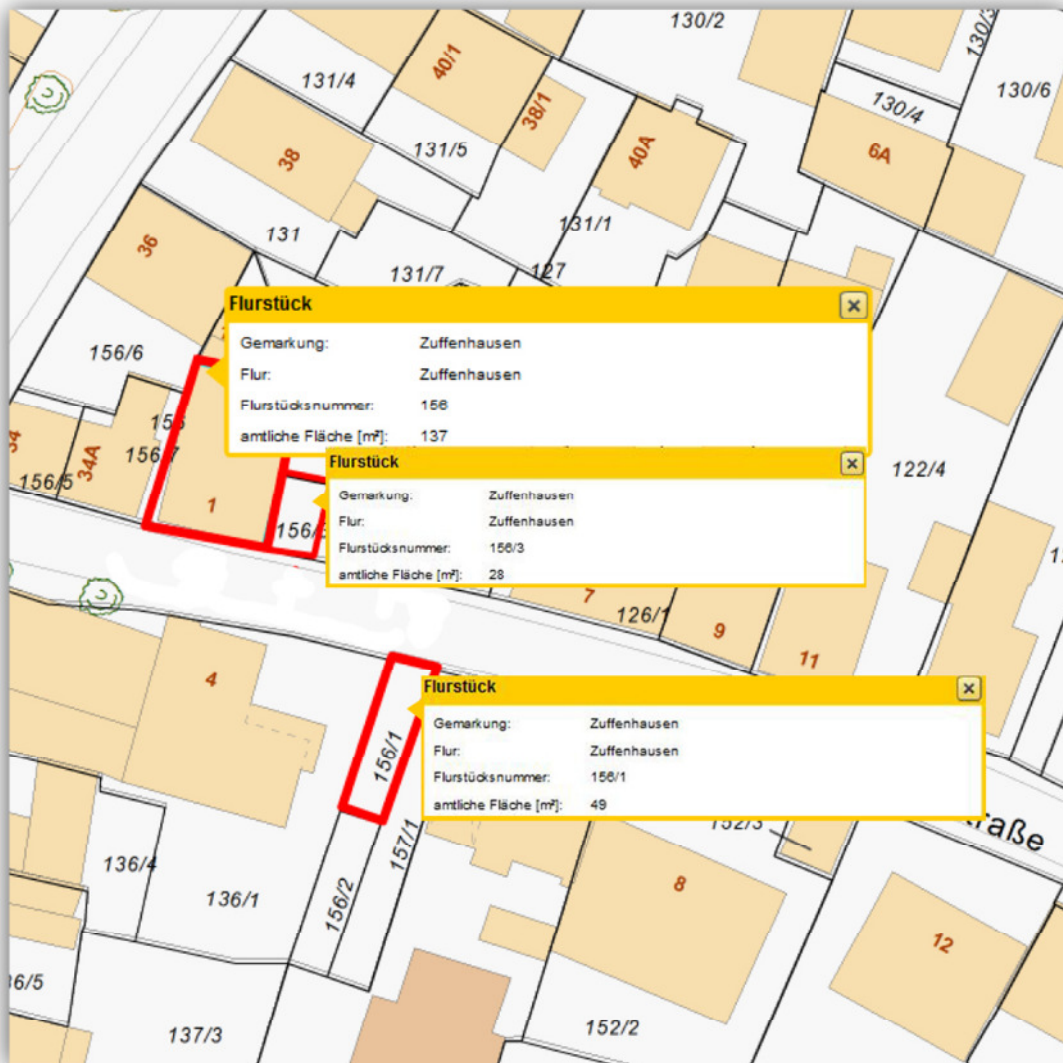 130/2
130/3
130/6
131/4
40/1
38/1
130/4
131/5
38
40A
6A
131/1
131
36
131/7
127
Flurstück
Gemarkung: Zuffenhausen
Flur: Zuffenhausen
Flurstücksnummer: 156
amtliche Fläche [m²]: 137
156/6
156/7
34A
156/5
122/4
1
Flurstück
Gemarkung: Zuffenhausen
Flur: Zuffenhausen
Flurstücksnummer: 156/3
amtliche Fläche [m²]: 28
7
126/1
9
11
4
Flurstück
Gemarkung: Zuffenhausen
Flur: Zuffenhausen
Flurstücksnummer: 156/1
amtliche Fläche [m²]: 49
156/1
157/1
152/3
raße
136/4
136/1
156/2
8
12
137/3
152/2